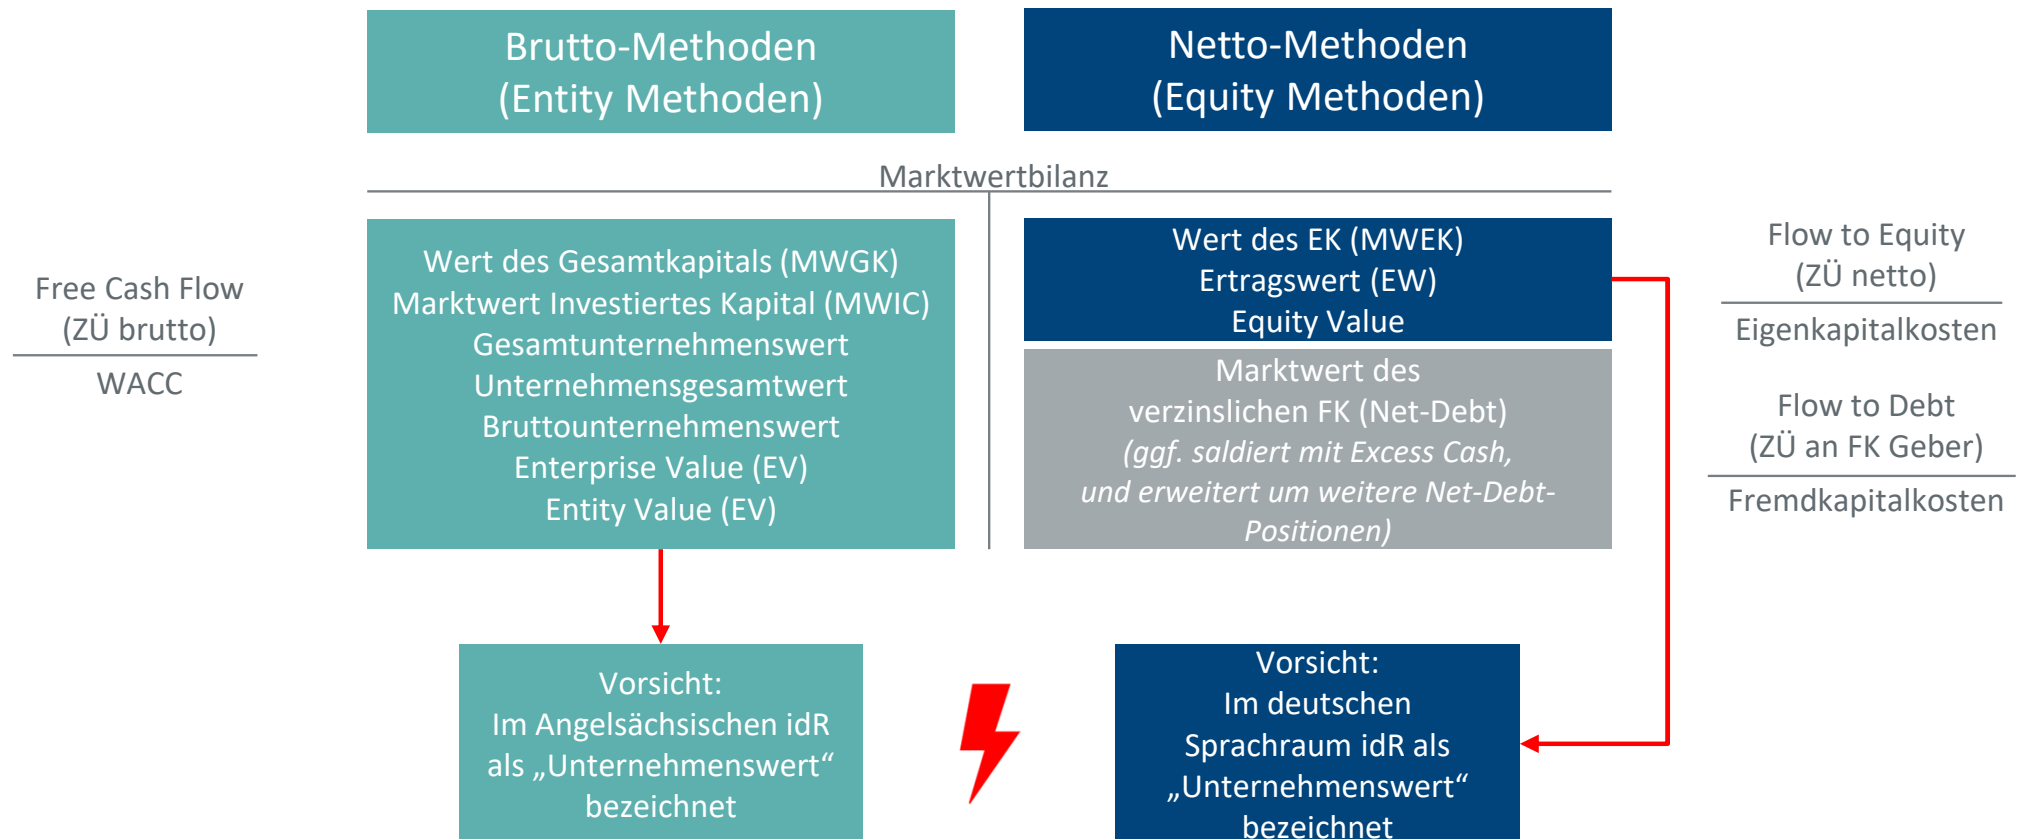 Brutto-Methoden
(Entity Methoden)
Netto-Methoden
(Equity Methoden)
Marktwertbilanz
Free Cash Flow
(ZÜ brutto)
WACC
Wert des Gesamtkapitals (MWGK)
Marktwert Investiertes Kapital (MWIC)
Gesamtunternehmenswert
Unternehmensgesamtwert
Bruttounternehmenswert
Enterprise Value (EV)
Entity Value (EV)
Wert des EK (MWEK)
Ertragswert (EW)
Equity Value
Marktwert des
verzinslichen FK (Net-Debt)
(ggf. saldiert mit Excess Cash,
und erweitert um weitere Net-Debt-
Positionen)
Flow to Equity
(ZÜ netto)
Eigenkapitalkosten
Flow to Debt
(ZÜ an FK Geber)
Fremdkapitalkosten
Vorsicht:
Im Angelsächsischen idR
als „Unternehmenswert“
bezeichnet
Vorsicht:
Im deutschen
Sprachraum idR als
„Unternehmenswert“
bezeichnet